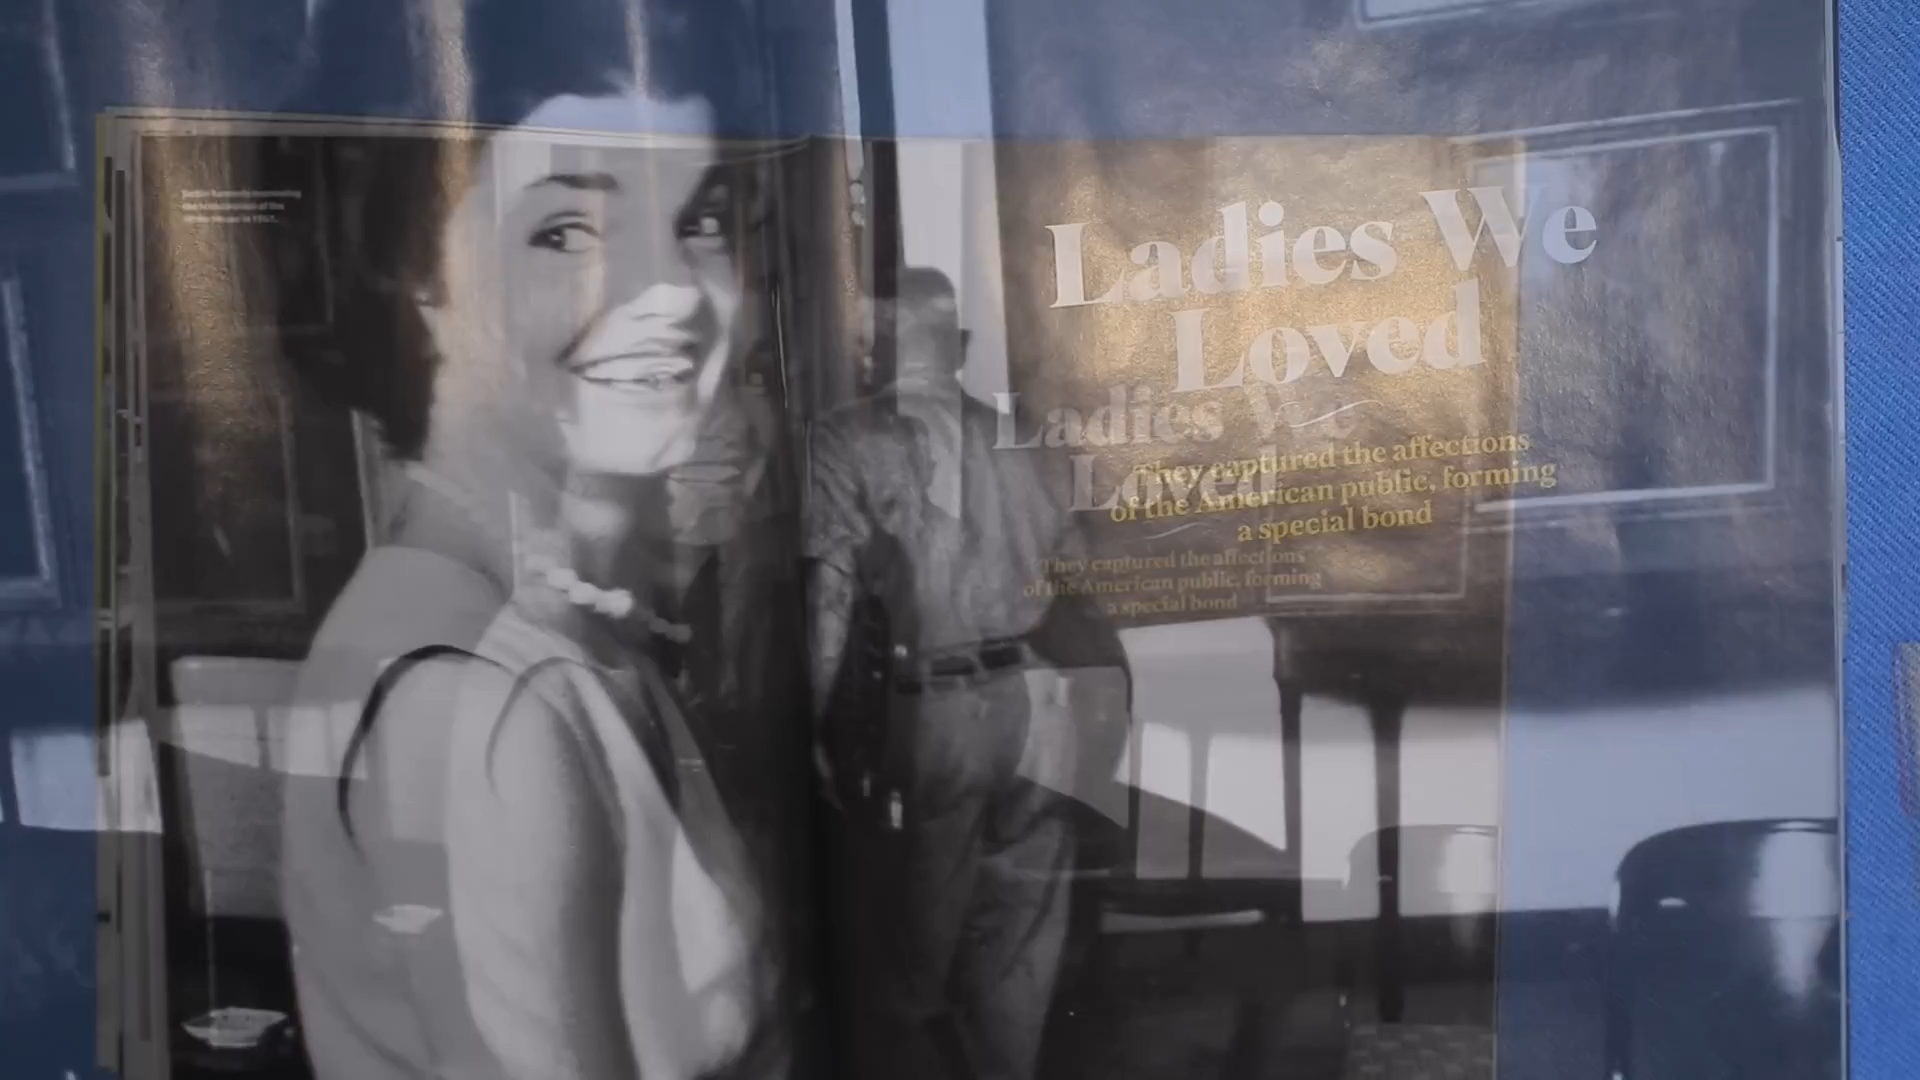 Ladies We
Loved
They captured the affections
of the American public, forming
a special bond
Ladies We
Loved
They captured the affections
of the American public, forming
a special bond